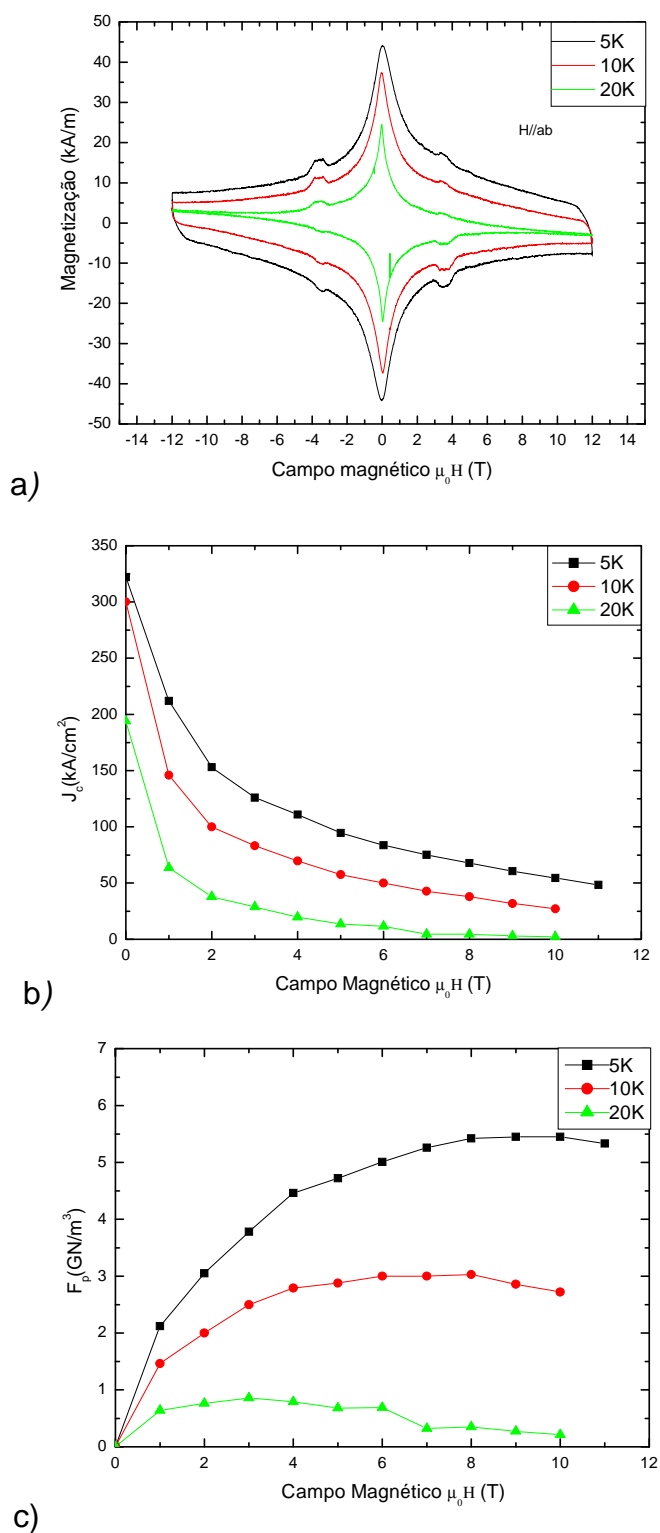 50
40
30
20
10
0
-10
-20
-30
-40
-50
Magnetização (kA/m)
5K
10K
20K
H//ab
-14 -12 -10 -8 -6 -4 -2 0 2 4 6 8 10 12 14
Campo magnético μ₀H (T)
a)
350
300
250
200
150
100
50
0
J_c(kA/cm²)
5K
10K
20K
0 2 4 6 8 10 12
Campo Magnético μ₀H (T)
b)
7
6
5
4
3
2
1
0
F_p(GN/m³)
5K
10K
20K
0 2 4 6 8 10 12
Campo Magnético μ₀H (T)
c)